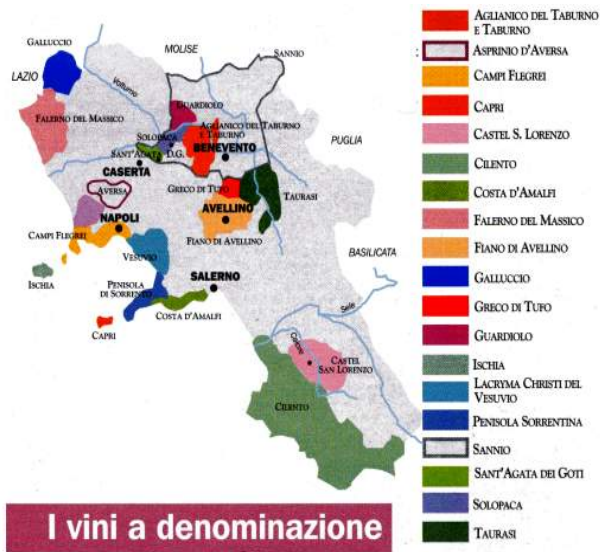 MOLISE
SANNIO
GALLUCCIO
LAZIO
Volturno
GUARDIOLO
FALERNO DEL MASSICO
SOLOPACA
AGLIANICO DEL TABURNO
E TABURNO
PUGLIA
SANT'AGATA D.G.
BENEVENTO
CASERTA
AVERSA
GRECO DI TUFO
TAURASI
NAPOLI
AVELLINO
CAMPI FLEGREI
FIANO DI AVELLINO
VESUVIO
BASILICATA
ISCHIA
PENISOLA
DI SORRENTO
SALERNO
COSTA D'AMALFI
CAPRI
Sele
CASTEL
SAN LORENZO
CILENTO
I vini a denominazione
AGLIANICO DEL TABURNO
E TABURNO
ASPRINIO D'AVERSA
CAMPI FLEGREI
CAPRI
CASTEL S. LORENZO
CILENTO
COSTA D'AMALFI
FALERNO DEL MASSICO
FIANO DI AVELLINO
GALLUCCIO
GRECO DI TUFO
GUARDIOLO
ISCHIA
LACRYMA CHRISTI DEL
VESUVIO
PENISOLA SORRENTINA
SANNIO
SANT'AGATA DEI GOTI
SOLOPACA
TAURASI